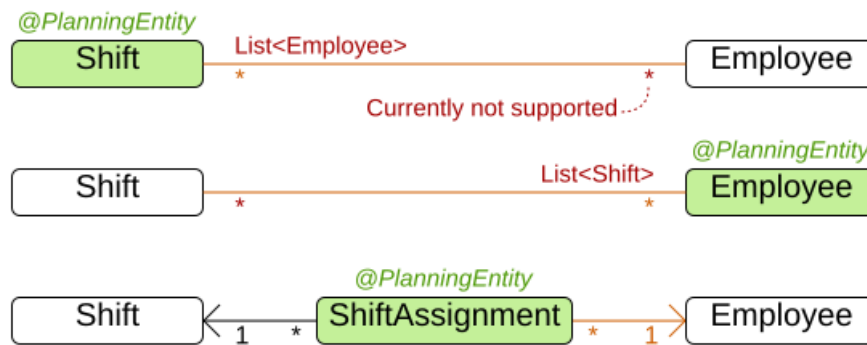 @PlanningEntity
Shift
List<Employee>
Employee
*
*
Currently not supported
@PlanningEntity
Shift
List<Shift>
Employee
*
*
@PlanningEntity
Shift
ShiftAssignment
Employee
1
*
*
1